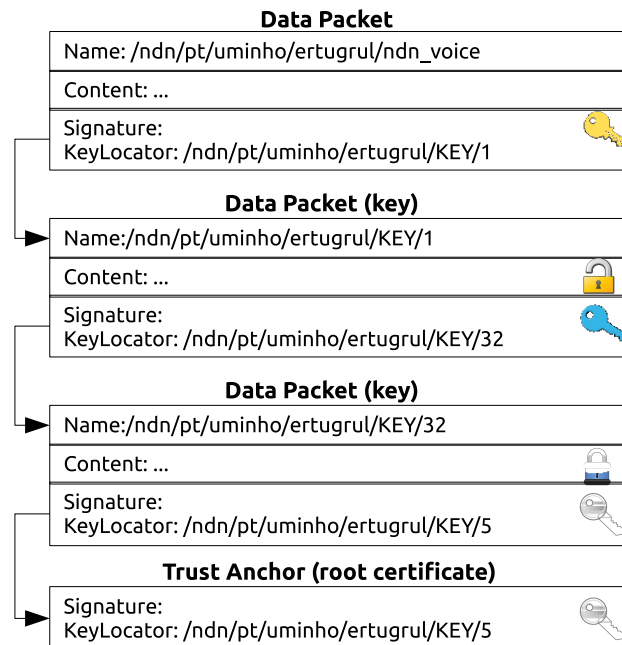 Data Packet
Name: /ndn/pt/uminho/ertugrul/ndn_voice
Content: ...
Signature:
KeyLocator: /ndn/pt/uminho/ertugrul/KEY/1
Data Packet (key)
Name:/ndn/pt/uminho/ertugrul/KEY/1
Content: ...
Signature:
KeyLocator: /ndn/pt/uminho/ertugrul/KEY/32
Data Packet (key)
Name:/ndn/pt/uminho/ertugrul/KEY/32
Content: ...
Signature:
KeyLocator: /ndn/pt/uminho/ertugrul/KEY/5
Trust Anchor (root certificate)
Signature:
KeyLocator: /ndn/pt/uminho/ertugrul/KEY/5